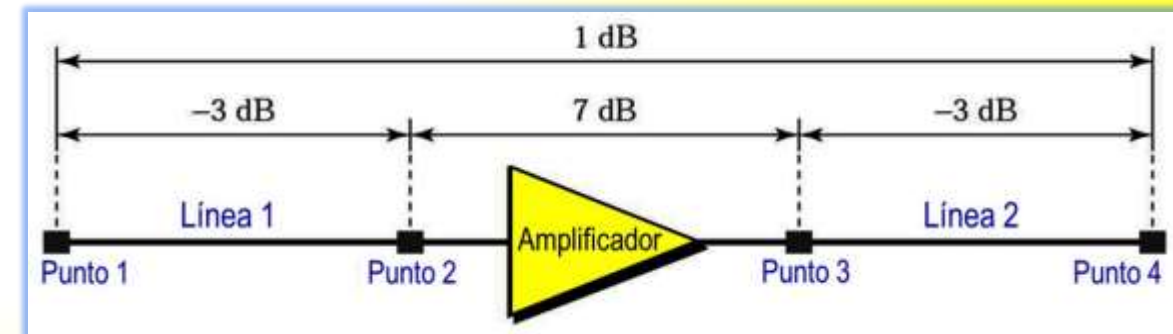 1 dB
–3 dB 7 dB –3 dB
Línea 1 Amplificador Línea 2
Punto 1 Punto 2 Punto 3 Punto 4